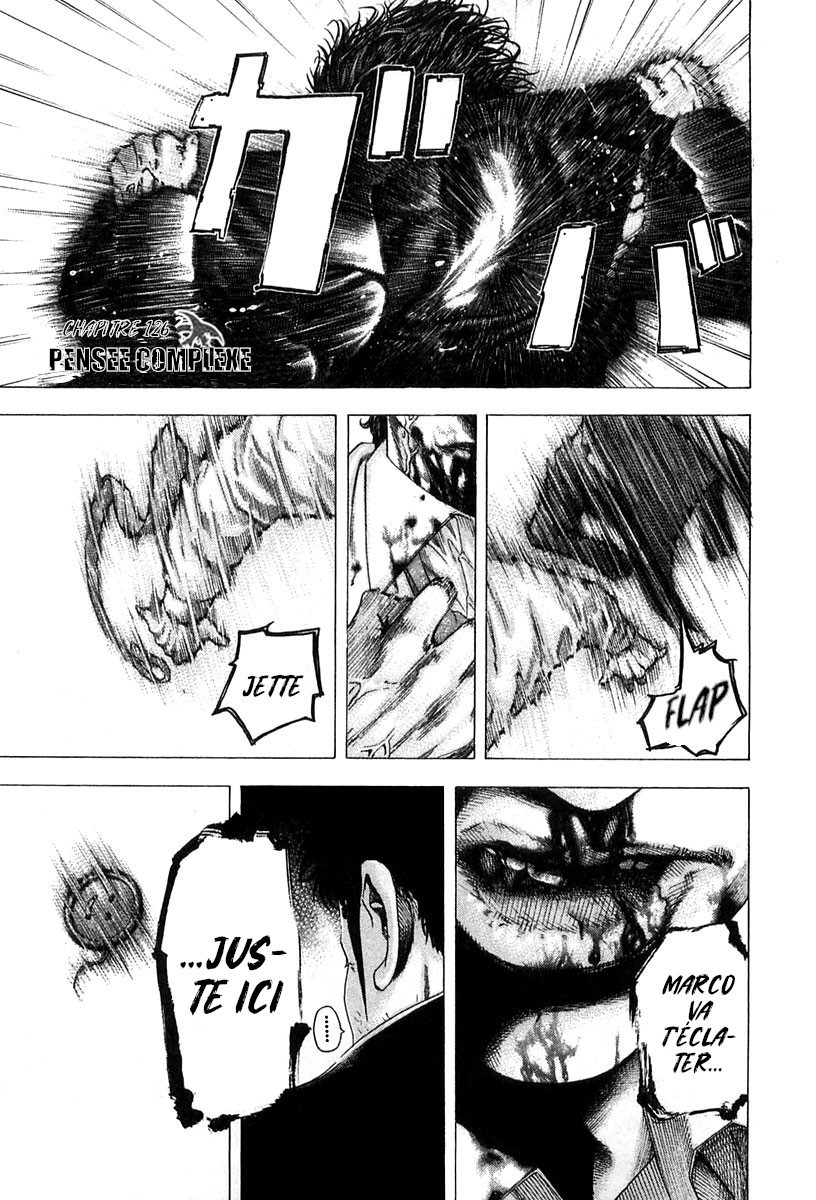 ガバ
CHAPITRE 126
PENSEE COMPLEXE
FLAP
JETTE
MARCO
VA
T'ÉCLA-
TER...
...JUS-
TE ICI
......